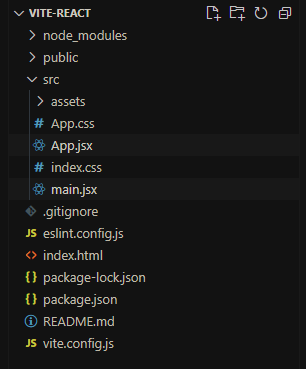 VITE-REACT
node_modules
public
src
assets
# App.css
App.jsx
# index.css
main.jsx
.gitignore
JS eslint.config.js
<> index.html
{} package-lock.json
{} package.json
README.md
JS vite.config.js